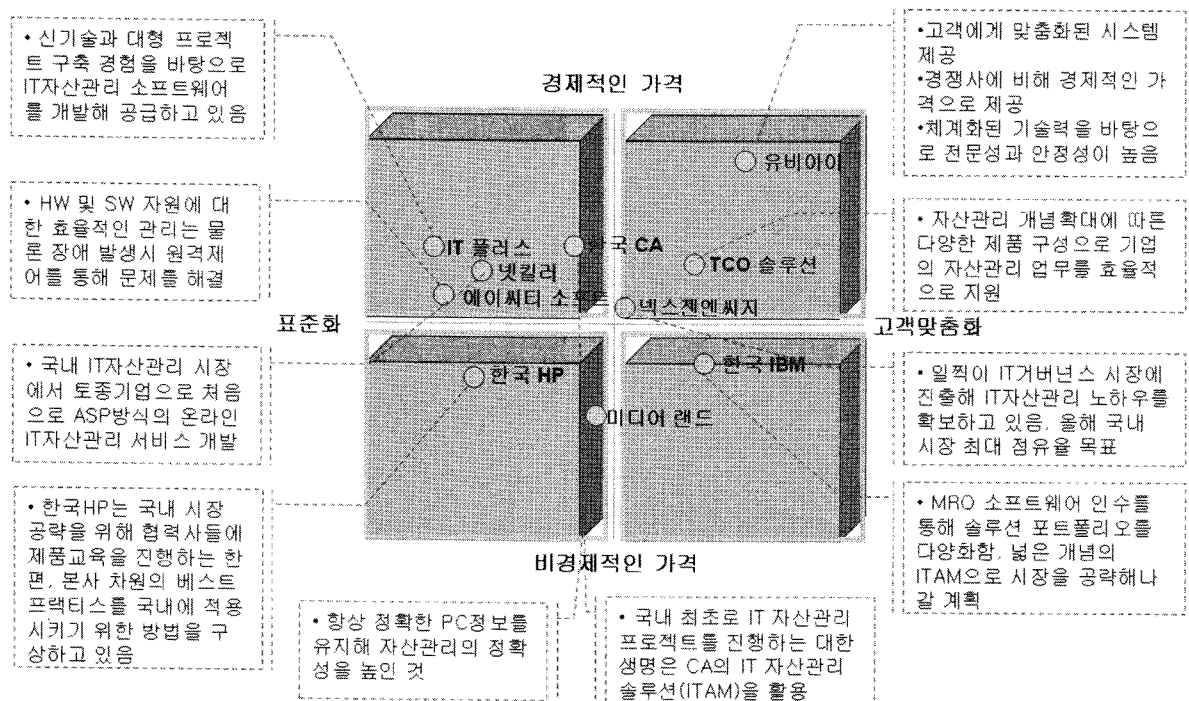 • 신기술과 대형 프로젝
트 구축 경험을 바탕으로
IT자산관리 소프트웨어
를 개발해 공급하고 있음
• HW 및 SW 자원에 대
한 효율적인 관리는 물
론 장애 발생시 원격제
어를 통해 문제를 해결
• 국내 IT자산관리 시장
에서 토종기업으로 처음
으로 ASP방식의 온라인
IT자산관리 서비스 개발
• 한국HP는 국내 시장
공략을 위해 협력사들에
제품교육을 진행하는 한
편, 본사 차원의 베스트
프랙티스를 국내에 적용
시키기 위한 방법을 구
상하고 있음
경제적인 가격
유비아이
IT 플러스
한국 CA
넷킬러
TCO 솔루션
에이씨티 소프트
넥스젠엔씨지
표준화
고객맞춤화
한국 HP
한국 IBM
미디어 랜드
비경제적인 가격
• 항상 정확한 PC정보를
유지해 자산관리의 정확
성을 높인 것
• 국내 최초로 IT 자산관리
프로젝트를 진행하는 대한
생명은 CA의 IT 자산관리
솔루션(ITAM)을 활용
•고객에게 맞춤화된 시스템
제공
•경쟁사에 비해 경제적인 가
격으로 제공
•체계화된 기술력을 바탕으
로 전문성과 안정성이 높음
• 자산관리 개념확대에 따른
다양한 제품 구성으로 기업
의 자산관리 업무를 효율적
으로 지원
• 일찍이 IT거버넌스 시장에
진출해 IT자산관리 노하우를
확보하고 있음. 올해 국내
시장 최대 점유율 목표
• MRO 소프트웨어 인수를
통해 솔루션 포트폴리오를
다양화함. 넓은 개념의
ITAM으로 시장을 공략해나
갈 계획